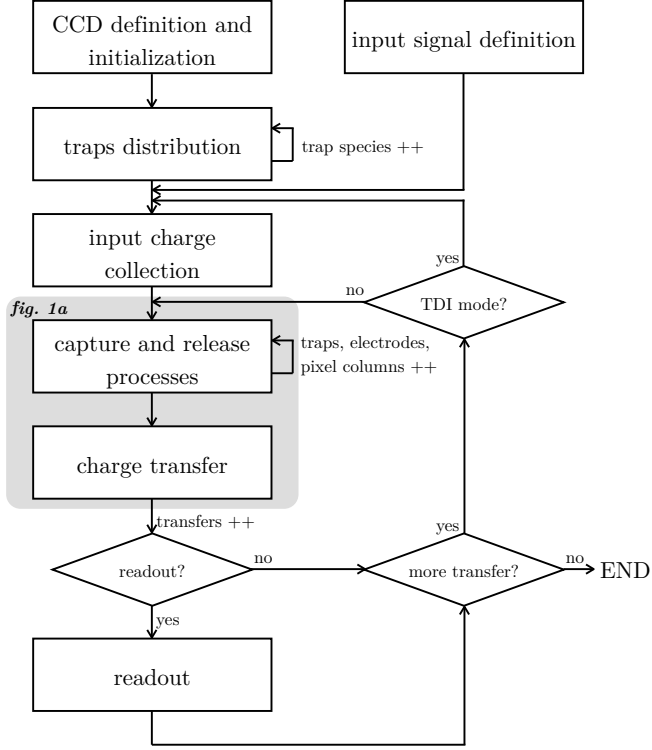 CCD definition and
initialization
input signal definition
traps distribution
trap species ++
input charge
collection
yes
no
TDI mode?
fig. 1a
capture and release
processes
traps, electrodes,
pixel columns ++
charge transfer
transfers ++
yes
readout?
no
more transfer?
no
END
yes
readout